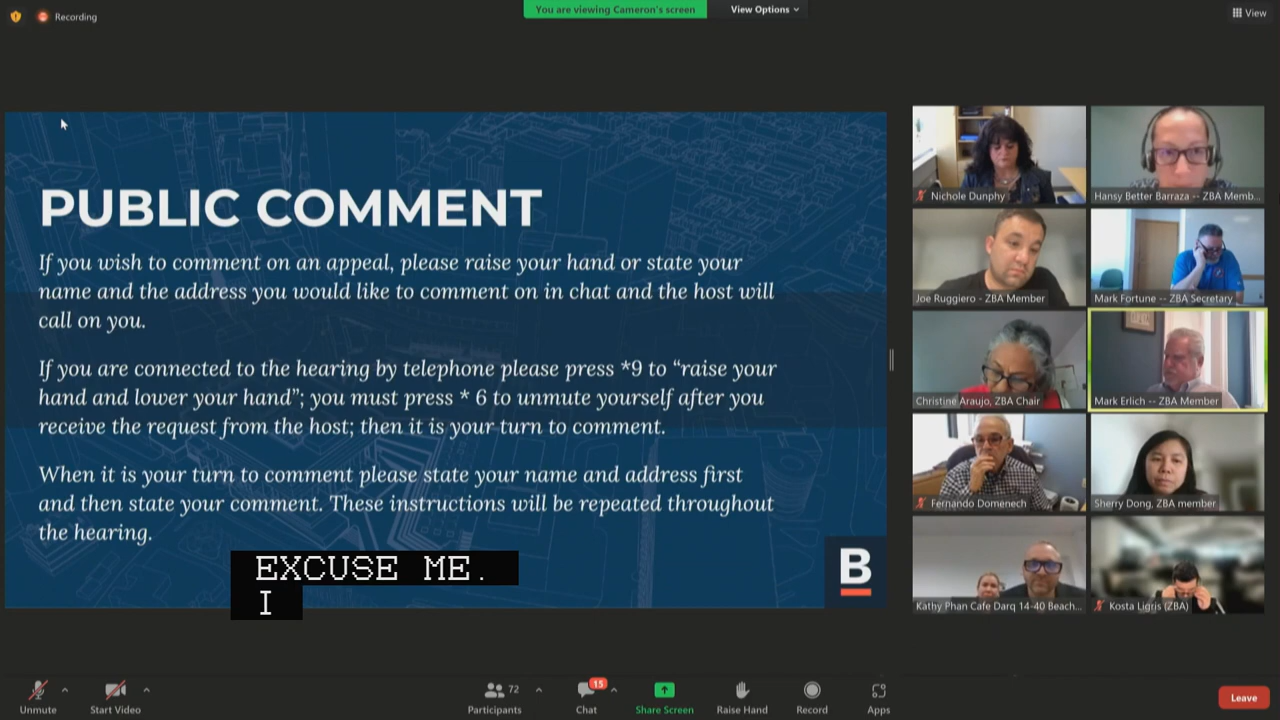 Recording
You are viewing Cameron's screen
View Options
View
PUBLIC COMMENT
If you wish to comment on an appeal, please raise your hand or state your
name and the address you would like to comment on in chat and the host will
call on you.
If you are connected to the hearing by telephone please press *9 to “raise your
hand and lower your hand”; you must press * 6 to unmute yourself after you
receive the request from the host; then it is your turn to comment.
When it is your turn to comment please state your name and address first
and then state your comment. These instructions will be repeated throughout
the hearing.
B
EXCUSE ME.
I
Nichole Dunphy
Hansy Better Barraza -- ZBA Memb...
Joe Ruggiero - ZBA Member
Mark Fortune -- ZBA Secretary
Christine Araujo, ZBA Chair
Mark Erlich -- ZBA Member
Fernando Domenech
Sherry Dong, ZBA member
Kathy Phan Cafe Darq 14-40 Beach...
Kosta Ligris (ZBA)
Unmute
Start Video
72
Participants
15
Chat
Share Screen
Raise Hand
Record
Apps
Leave